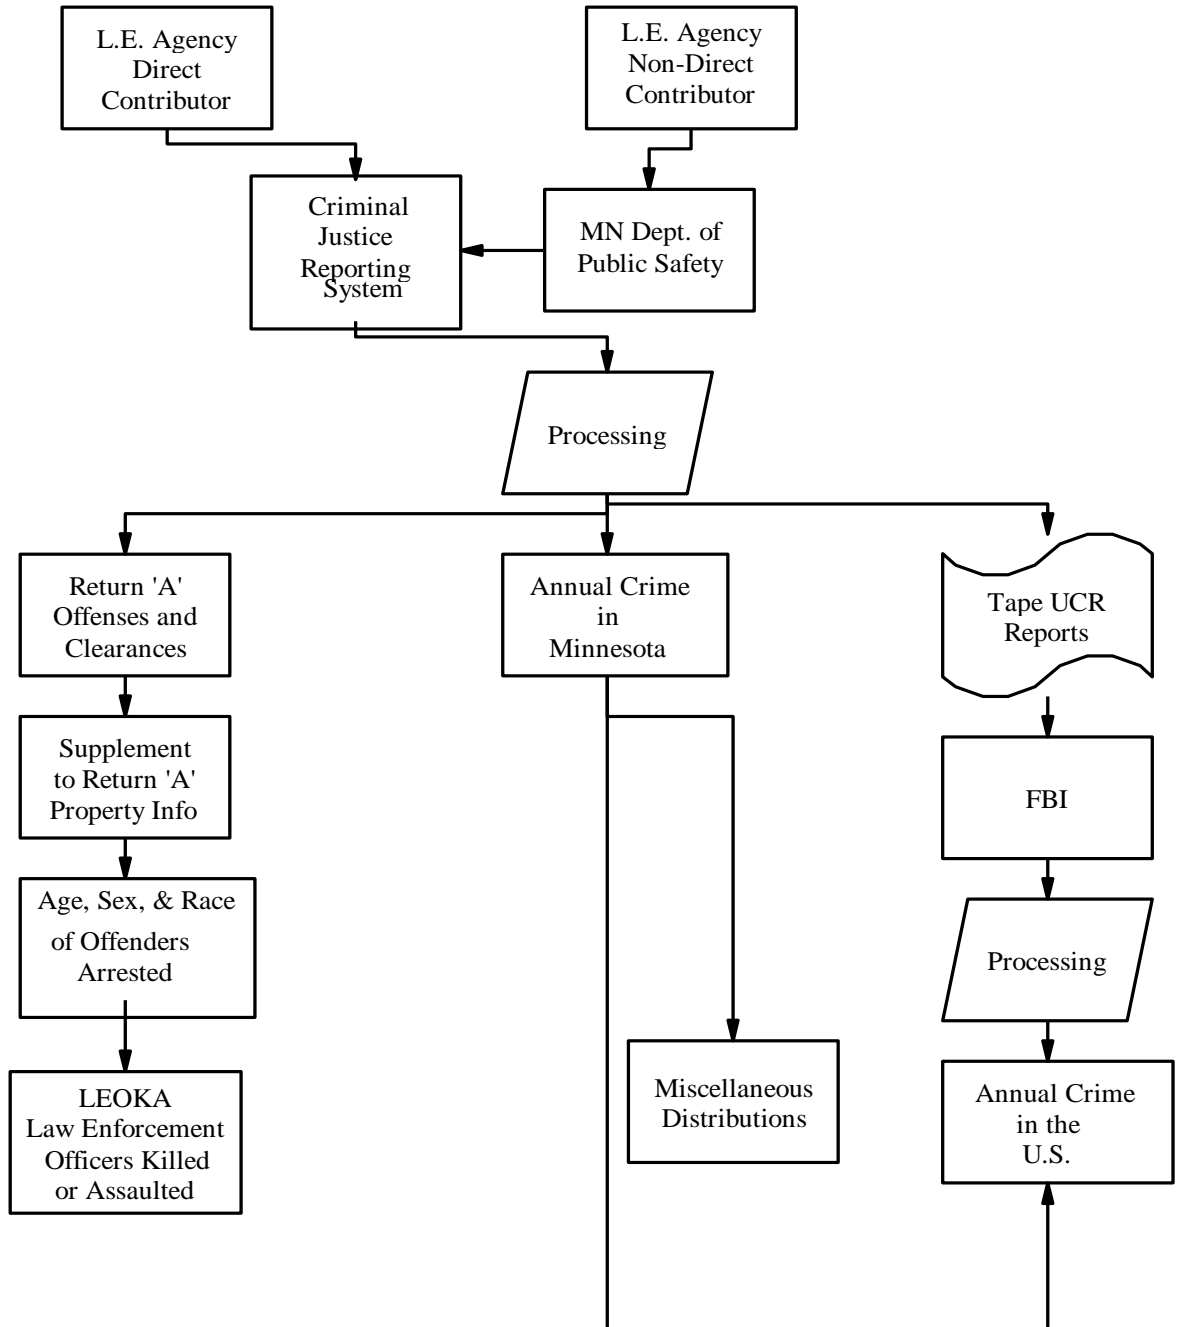 L.E. Agency
Direct
Contributor
L.E. Agency
Non-Direct
Contributor
Criminal
Justice
Reporting
System
MN Dept. of
Public Safety
Processing
Return 'A'
Offenses and
Clearances
Annual Crime
in
Minnesota
Tape UCR
Reports
Supplement
to Return 'A'
Property Info
FBI
Age, Sex, & Race
of Offenders
Arrested
Processing
Miscellaneous
Distributions
LEOKA
Law Enforcement
Officers Killed
or Assaulted
Annual Crime
in the
U.S.